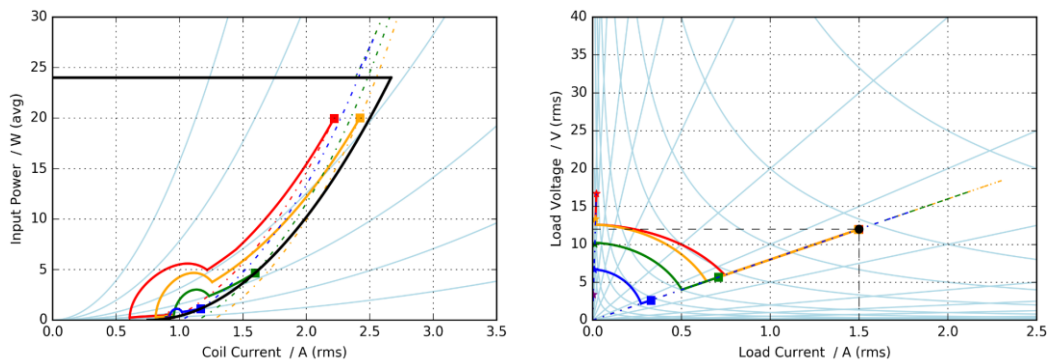 30
25
20
15
10
5
0
Input Power / W (avg)
0.0 0.5 1.0 1.5 2.0 2.5 3.0 3.5
Coil Current / A (rms)
40
35
30
25
20
15
10
5
0
Load Voltage / V (rms)
0.0 0.5 1.0 1.5 2.0 2.5
Load Current / A (rms)